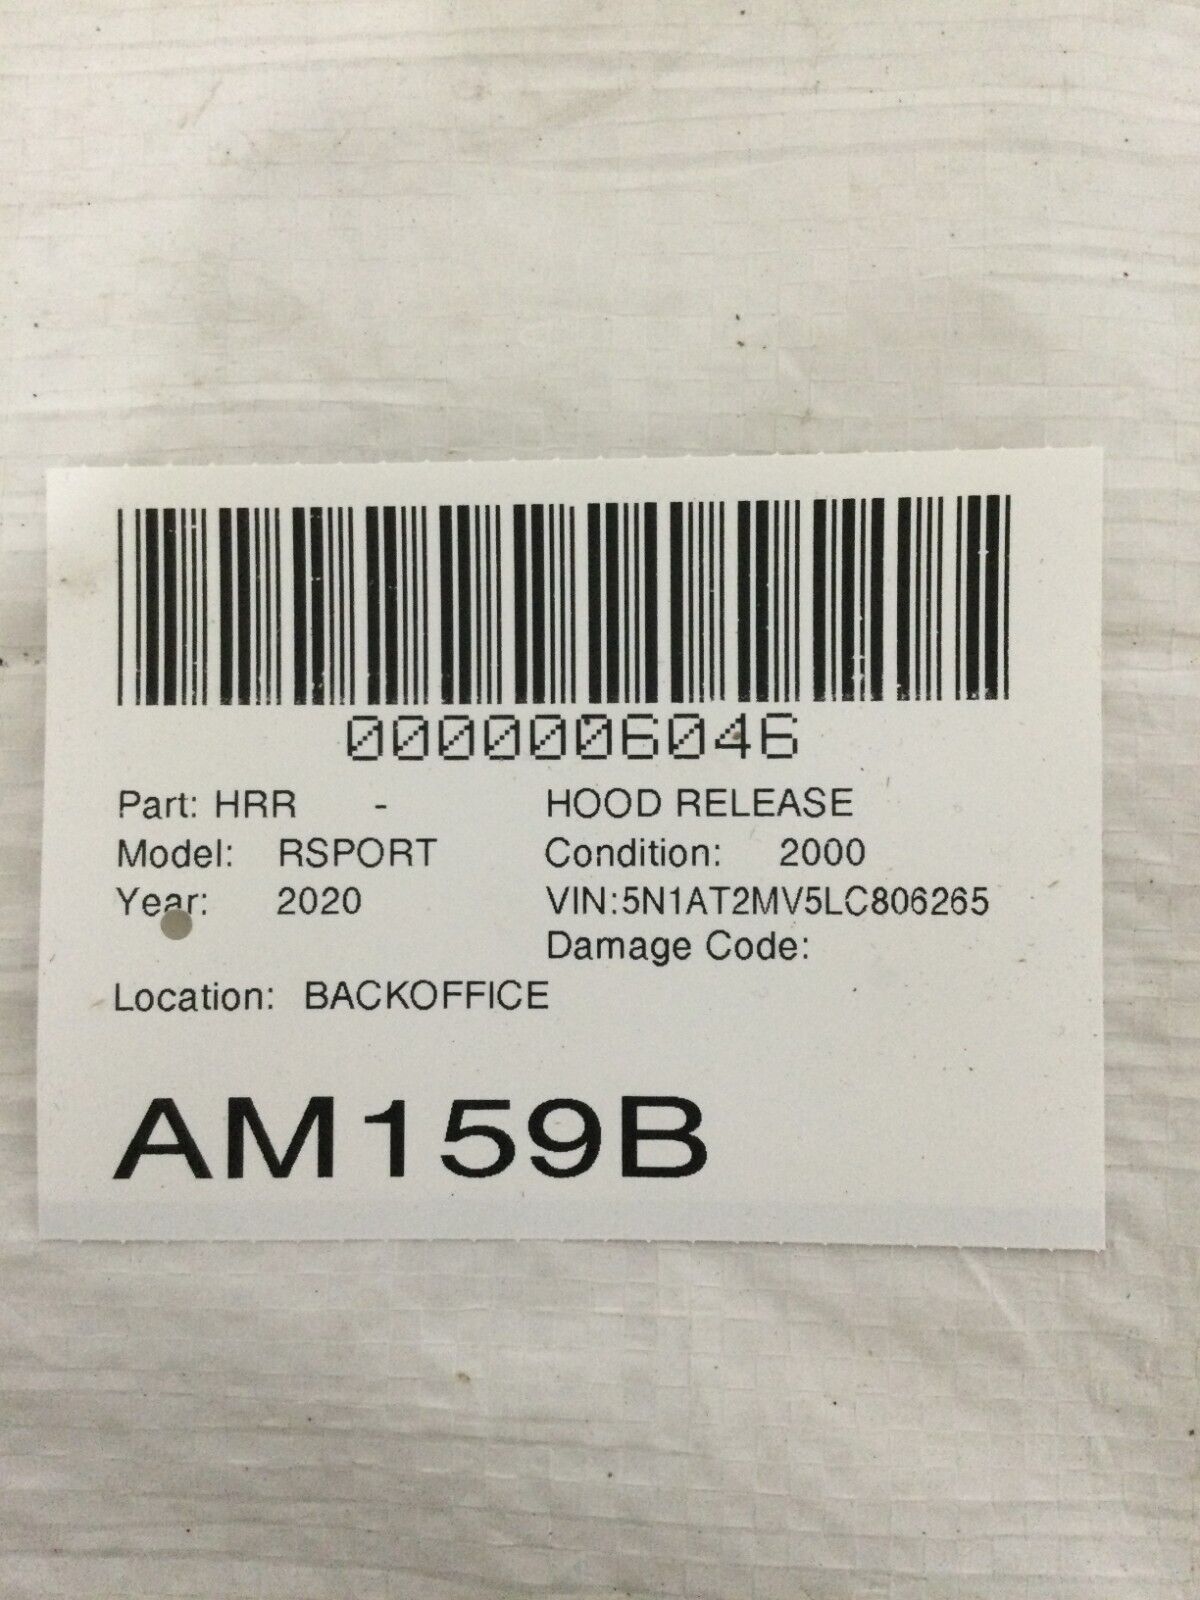 0000006046
Part: HRR - HOOD RELEASE
Model: RSPORT Condition: 2000
Year: 2020 VIN:5N1AT2MV5LC806265
Damage Code:
Location: BACKOFFICE
AM159B